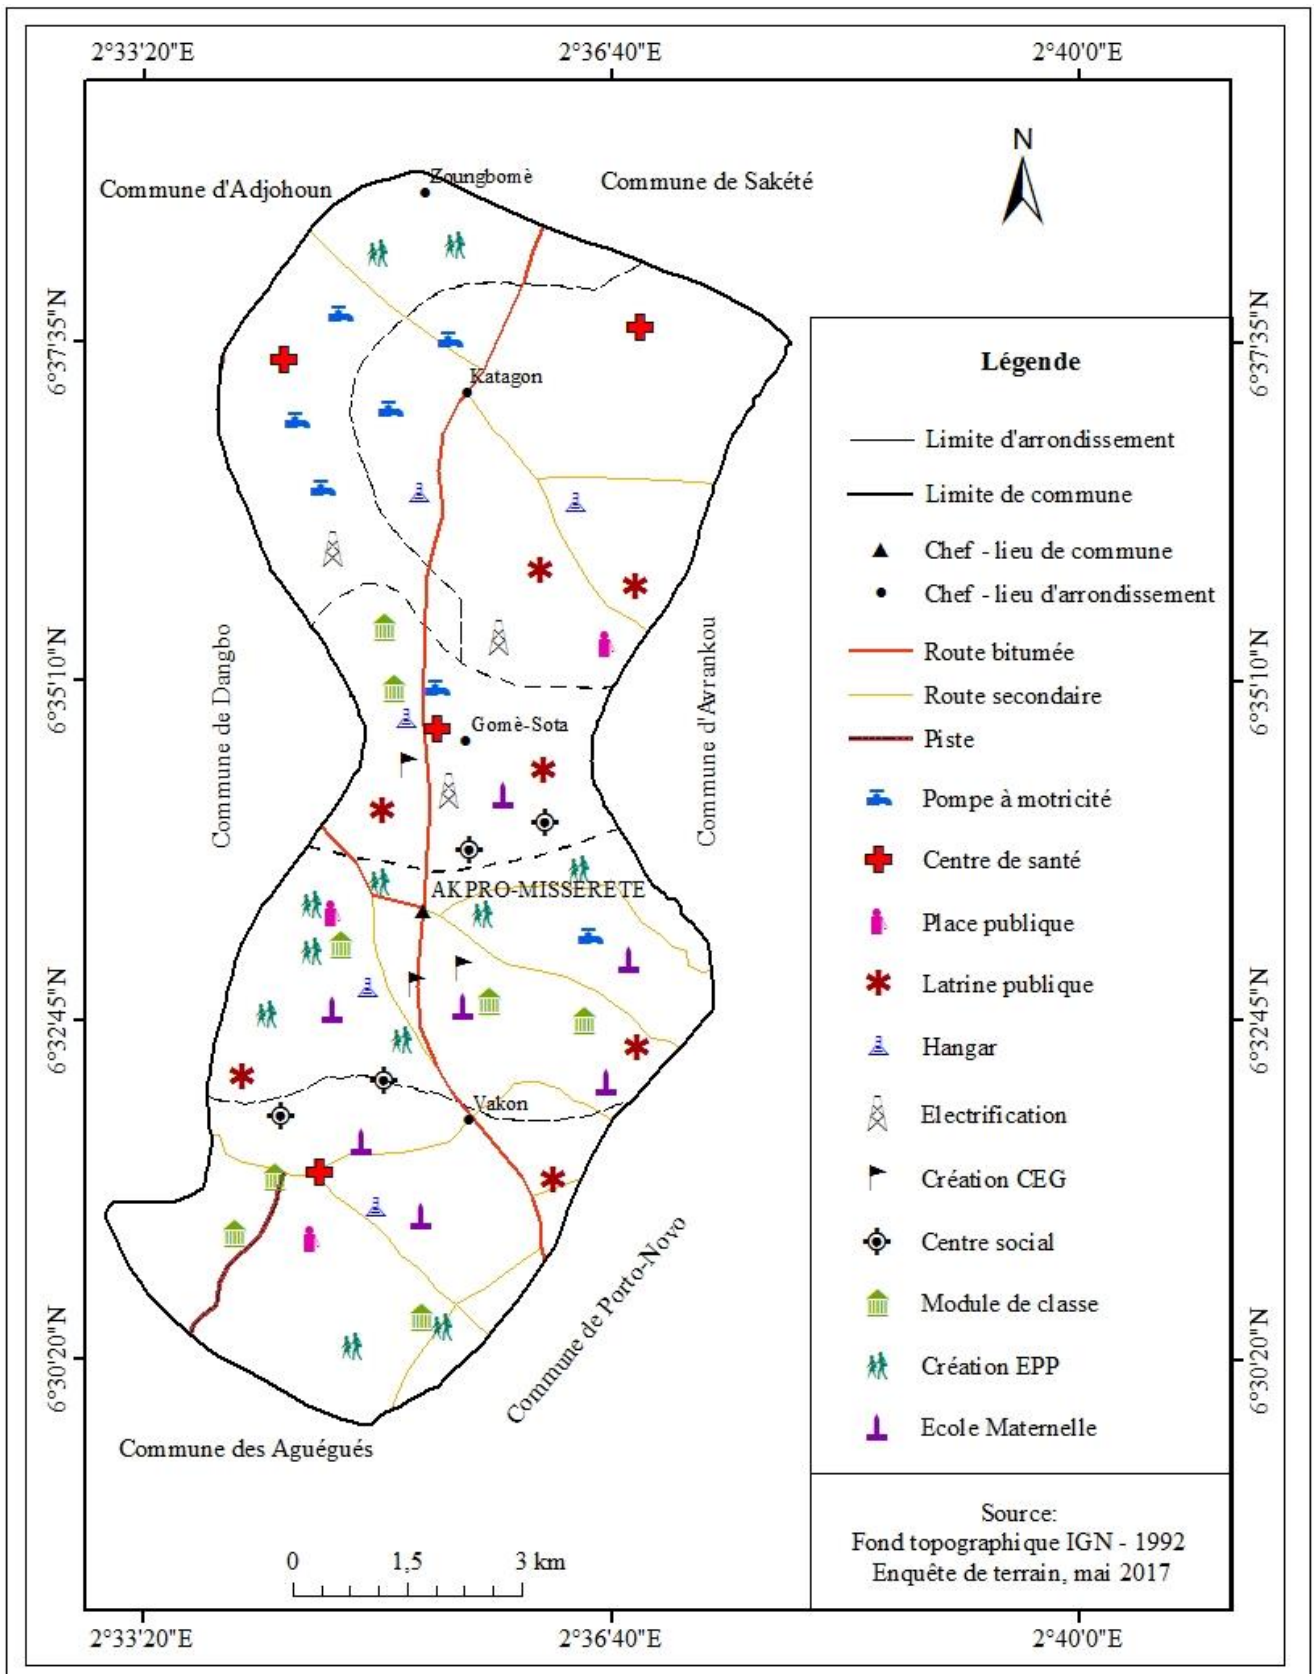 2°33'20"E 2°36'40"E 2°40'0"E
N
Commune d'Adjohoun
Zoungbomè
Commune de Sakété
6°37'35"N
6°37'35"N
Katagon
6°35'10"N
6°35'10"N
Commune de Dangbo
Gomè-Sota
Commune d'Avrankou
AKPRO-MISSERETE
6°32'45"N
6°32'45"N
Vakon
Commune de Porto-Novo
6°30'20"N
6°30'20"N
Commune des Aguégués
0 1,5 3 km
Légende
Limite d'arrondissement
Limite de commune
Chef - lieu de commune
Chef - lieu d'arrondissement
Route bitumée
Route secondaire
Piste
Pompe à motricité
Centre de santé
Place publique
Latrine publique
Hangar
Electrification
Création CEG
Centre social
Module de classe
Création EPP
Ecole Maternelle
Source:
Fond topographique IGN - 1992
Enquête de terrain, mai 2017
2°33'20"E 2°36'40"E 2°40'0"E